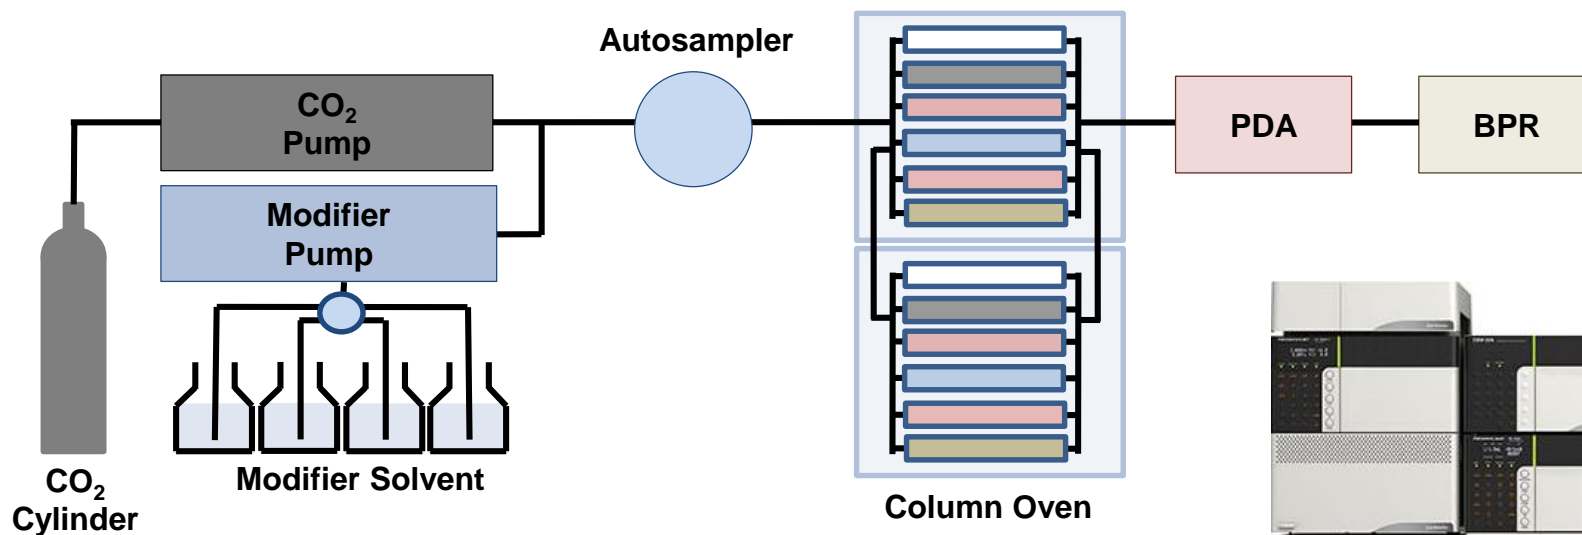 Autosampler
CO₂
Pump
PDA
BPR
Modifier
Pump
Modifier Solvent
CO₂
Cylinder
Column Oven